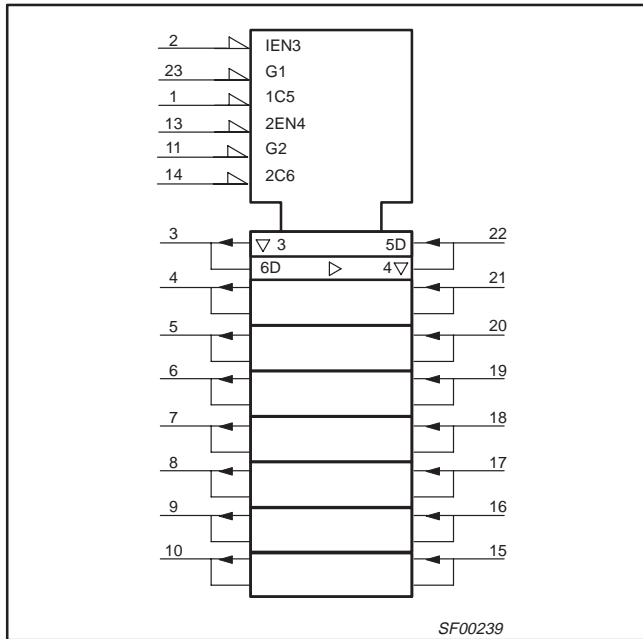 2 IEN3
23 G1
1 1C5
13 2EN4
11 G2
14 2C6
3 ▽ 3 5D 22
6D ▷ 4 ▽
4 21
5 20
6 19
7 18
8 17
9 16
10 15
SF00239